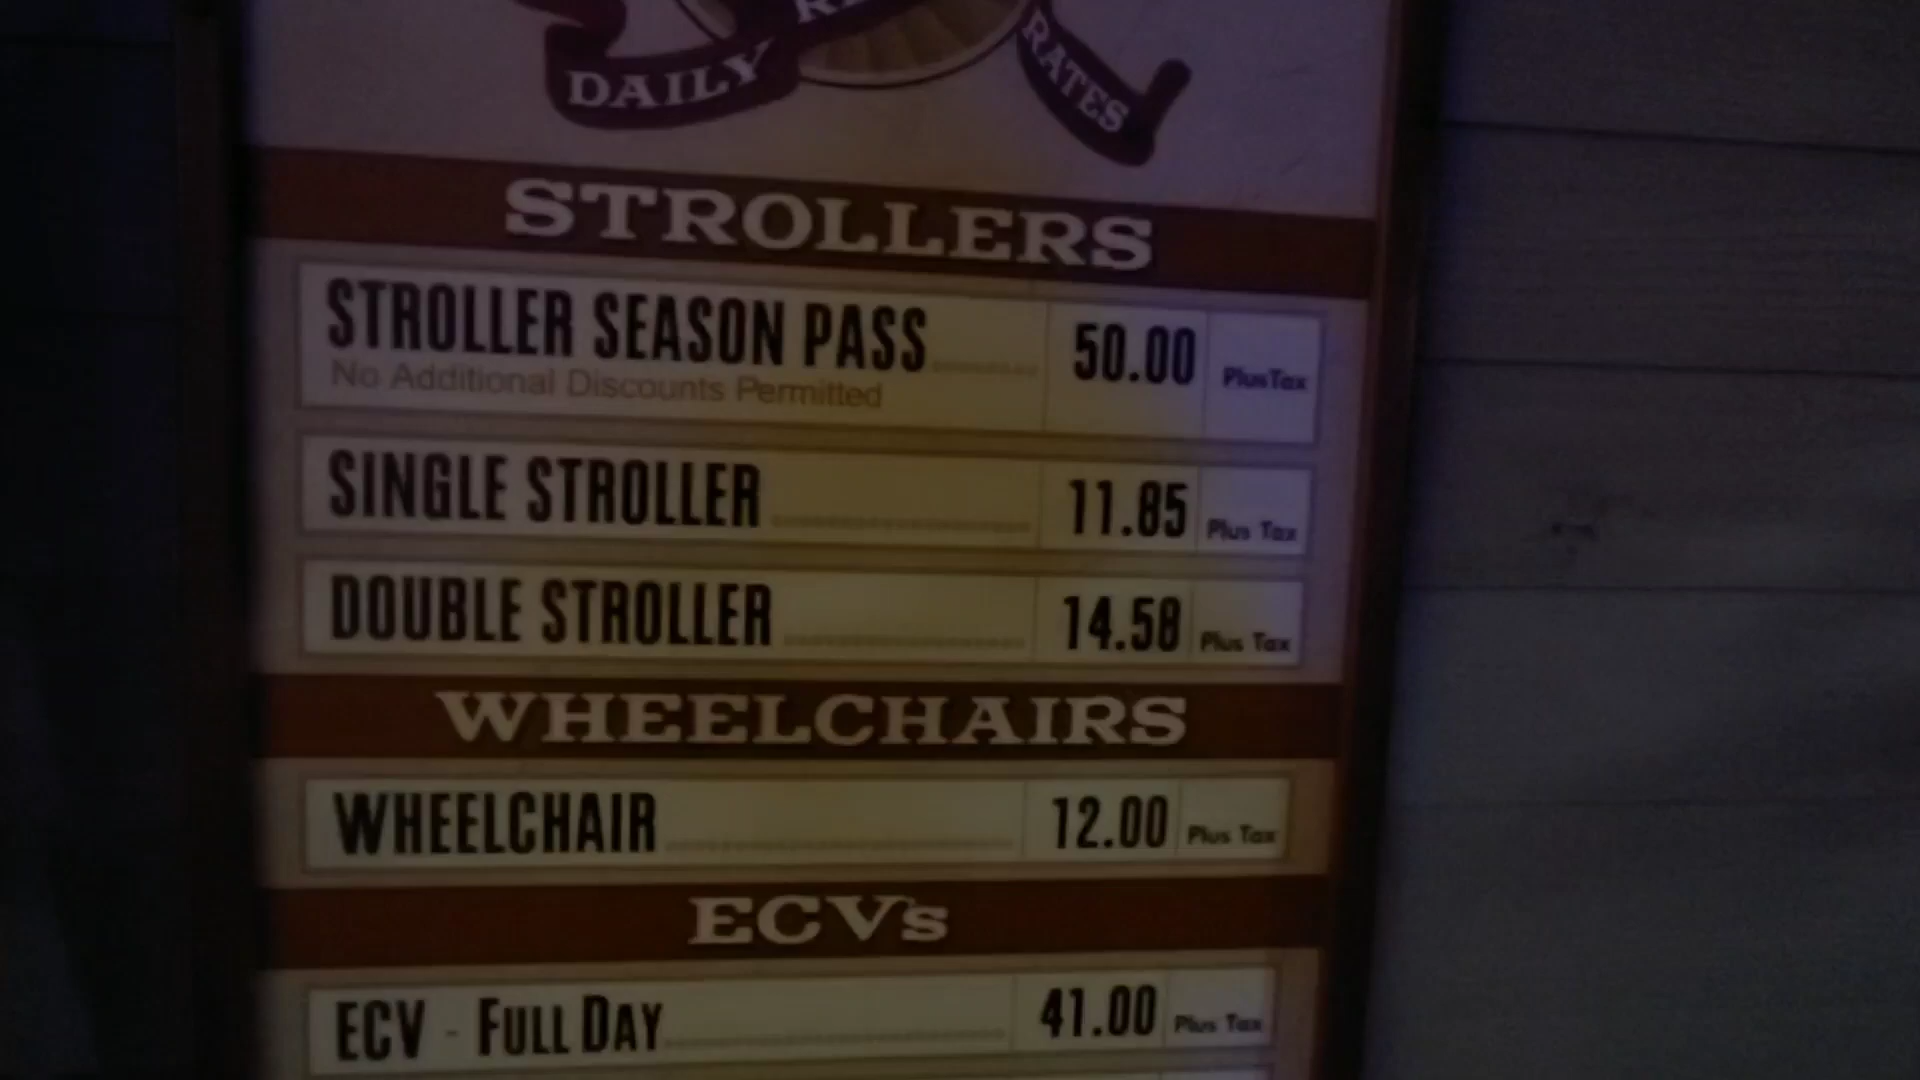 DAILY
RATES
STROLLERS
STROLLER SEASON PASS 50.00 Plus Tax
No Additional Discounts Permitted
SINGLE STROLLER 11.85 Plus Tax
DOUBLE STROLLER 14.58 Plus Tax
WHEELCHAIRS
WHEELCHAIR 12.00 Plus Tax
ECVs
ECV - FULL DAY 41.00 Plus Tax